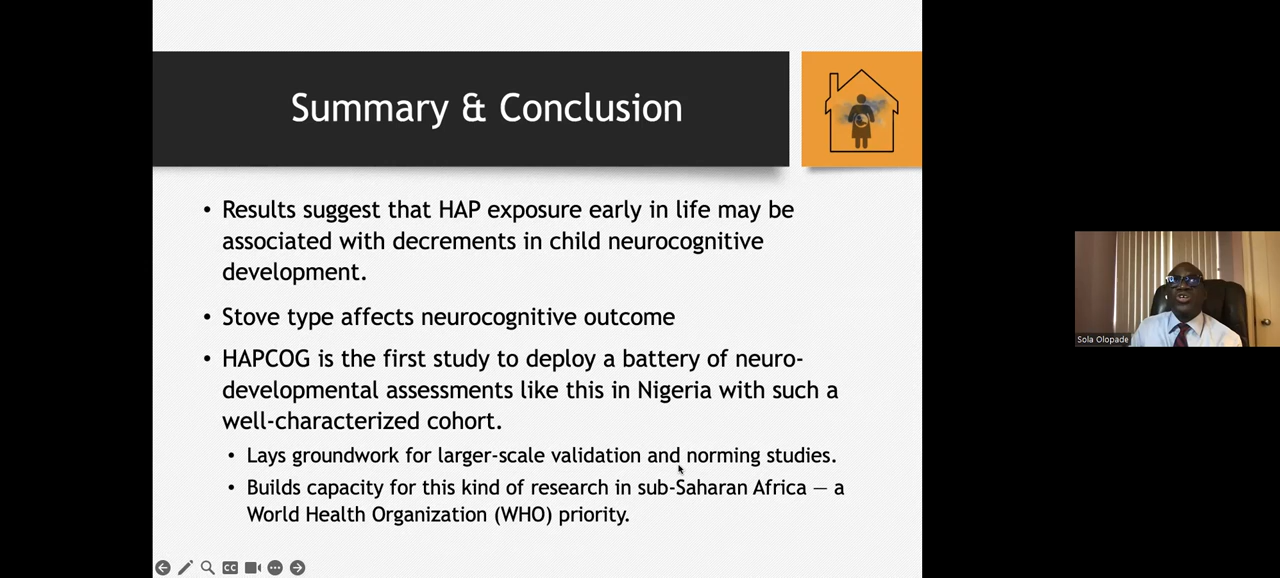 Summary & Conclusion
• Results suggest that HAP exposure early in life may be
associated with decrements in child neurocognitive
development.
• Stove type affects neurocognitive outcome
• HAPCOG is the first study to deploy a battery of neuro-
developmental assessments like this in Nigeria with such a
well-characterized cohort.
• Lays groundwork for larger-scale validation and norming studies.
• Builds capacity for this kind of research in sub-Saharan Africa — a
World Health Organization (WHO) priority.
CC
Sola Olopade